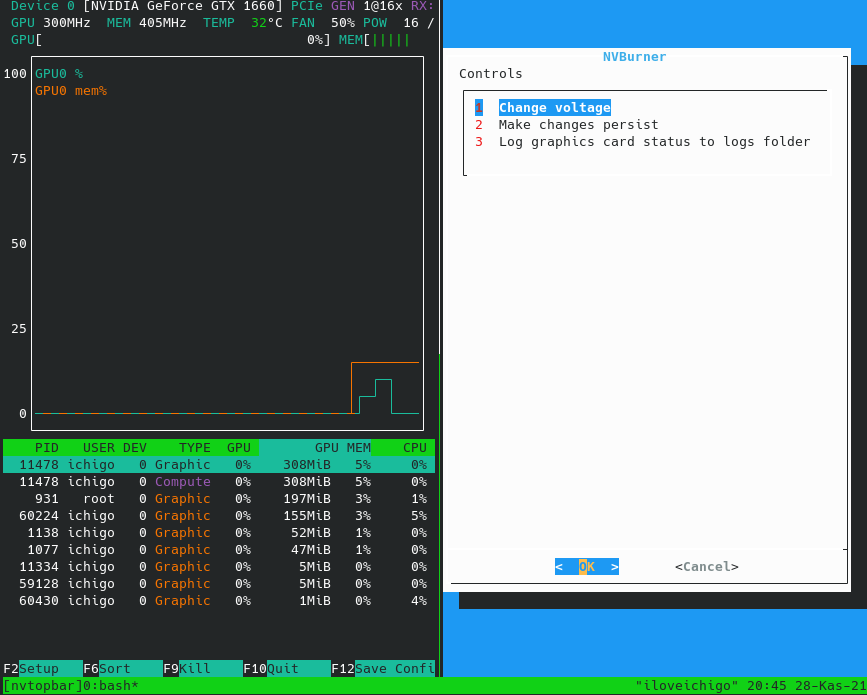 Device 0 [NVIDIA GeForce GTX 1660] PCIe GEN 1@16x RX:
GPU 300MHz MEM 405MHz TEMP 32°C FAN 50% POW 16 /
GPU[ 0%] MEM[|||||
100 GPU0 %
GPU0 mem%
75
50
25
0
PID USER DEV TYPE GPU GPU MEM CPU
11478 ichigo 0 Graphic 0% 308MiB 5% 0%
11478 ichigo 0 Compute 0% 308MiB 5% 0%
931 root 0 Graphic 0% 197MiB 3% 1%
60224 ichigo 0 Graphic 0% 155MiB 3% 5%
1138 ichigo 0 Graphic 0% 52MiB 1% 0%
1077 ichigo 0 Graphic 0% 47MiB 1% 0%
11334 ichigo 0 Graphic 0% 5MiB 0% 0%
59128 ichigo 0 Graphic 0% 5MiB 0% 0%
60430 ichigo 0 Graphic 0% 1MiB 0% 4%
F2Setup F6Sort F9Kill F10Quit F12Save Confi
NVBurner
Controls
1 Change voltage
2 Make changes persist
3 Log graphics card status to logs folder
< OK > <Cancel>
[nvtopbar]0:bash* "iloveichigo" 20:45 28-Kas-21